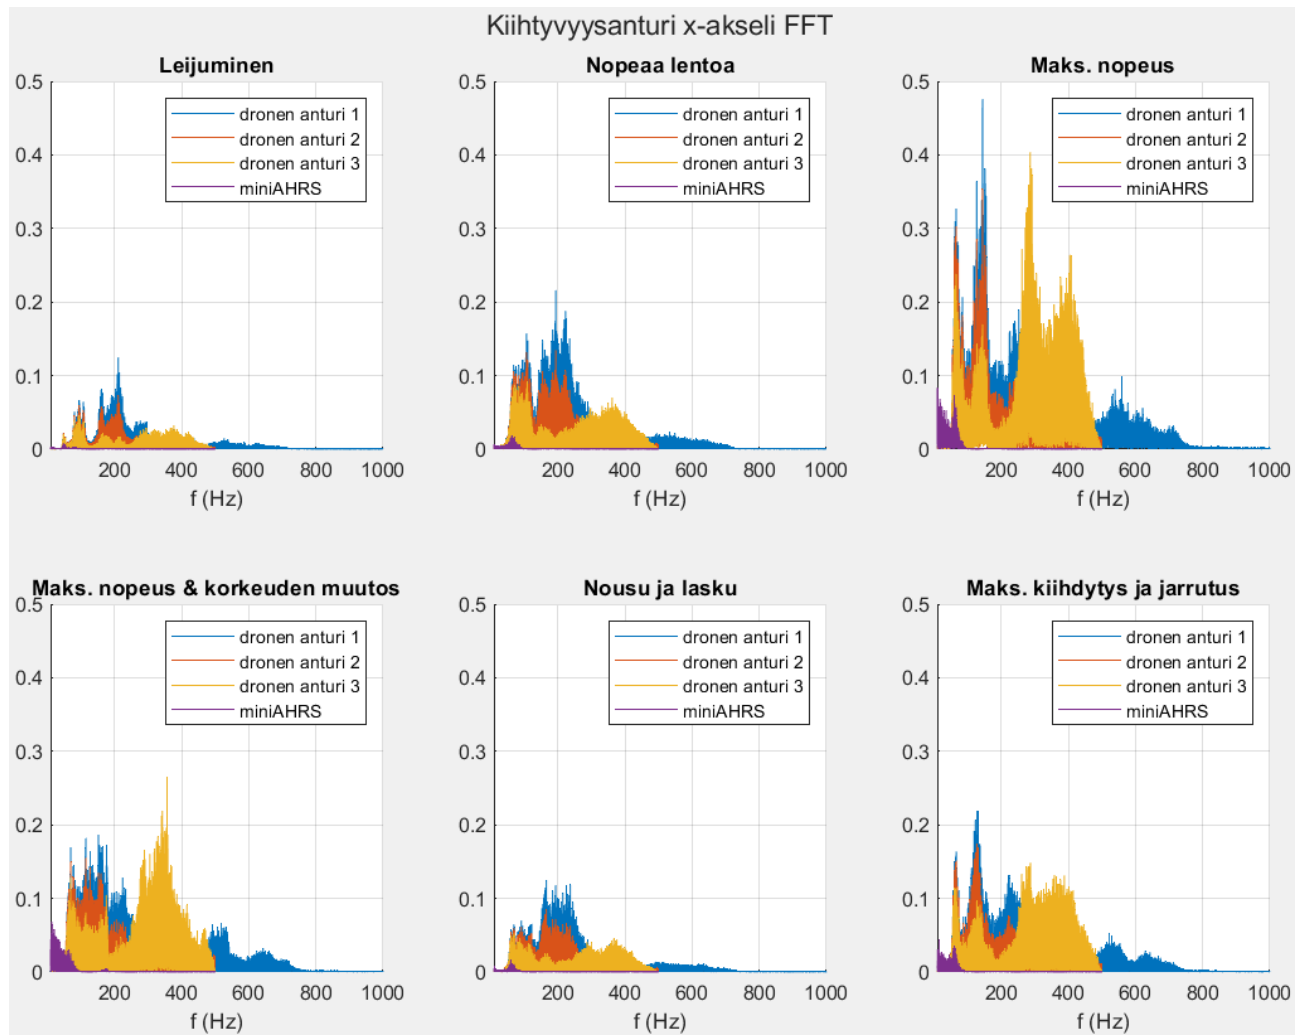 Kiihtyvyysanturi x-akseli FFT
Leijuminen
0.5
0.4
0.3
0.2
0.1
0
200 400 600 800 1000
f (Hz)
dronen anturi 1
dronen anturi 2
dronen anturi 3
miniAHRS
Nopeaa lentoa
0.5
0.4
0.3
0.2
0.1
0
200 400 600 800 1000
f (Hz)
dronen anturi 1
dronen anturi 2
dronen anturi 3
miniAHRS
Maks. nopeus
0.5
0.4
0.3
0.2
0.1
0
200 400 600 800 1000
f (Hz)
dronen anturi 1
dronen anturi 2
dronen anturi 3
miniAHRS
Maks. nopeus & korkeuden muutos
0.5
0.4
0.3
0.2
0.1
0
200 400 600 800 1000
f (Hz)
dronen anturi 1
dronen anturi 2
dronen anturi 3
miniAHRS
Nousu ja lasku
0.5
0.4
0.3
0.2
0.1
0
200 400 600 800 1000
f (Hz)
dronen anturi 1
dronen anturi 2
dronen anturi 3
miniAHRS
Maks. kiihdytys ja jarrutus
0.5
0.4
0.3
0.2
0.1
0
200 400 600 800 1000
f (Hz)
dronen anturi 1
dronen anturi 2
dronen anturi 3
miniAHRS